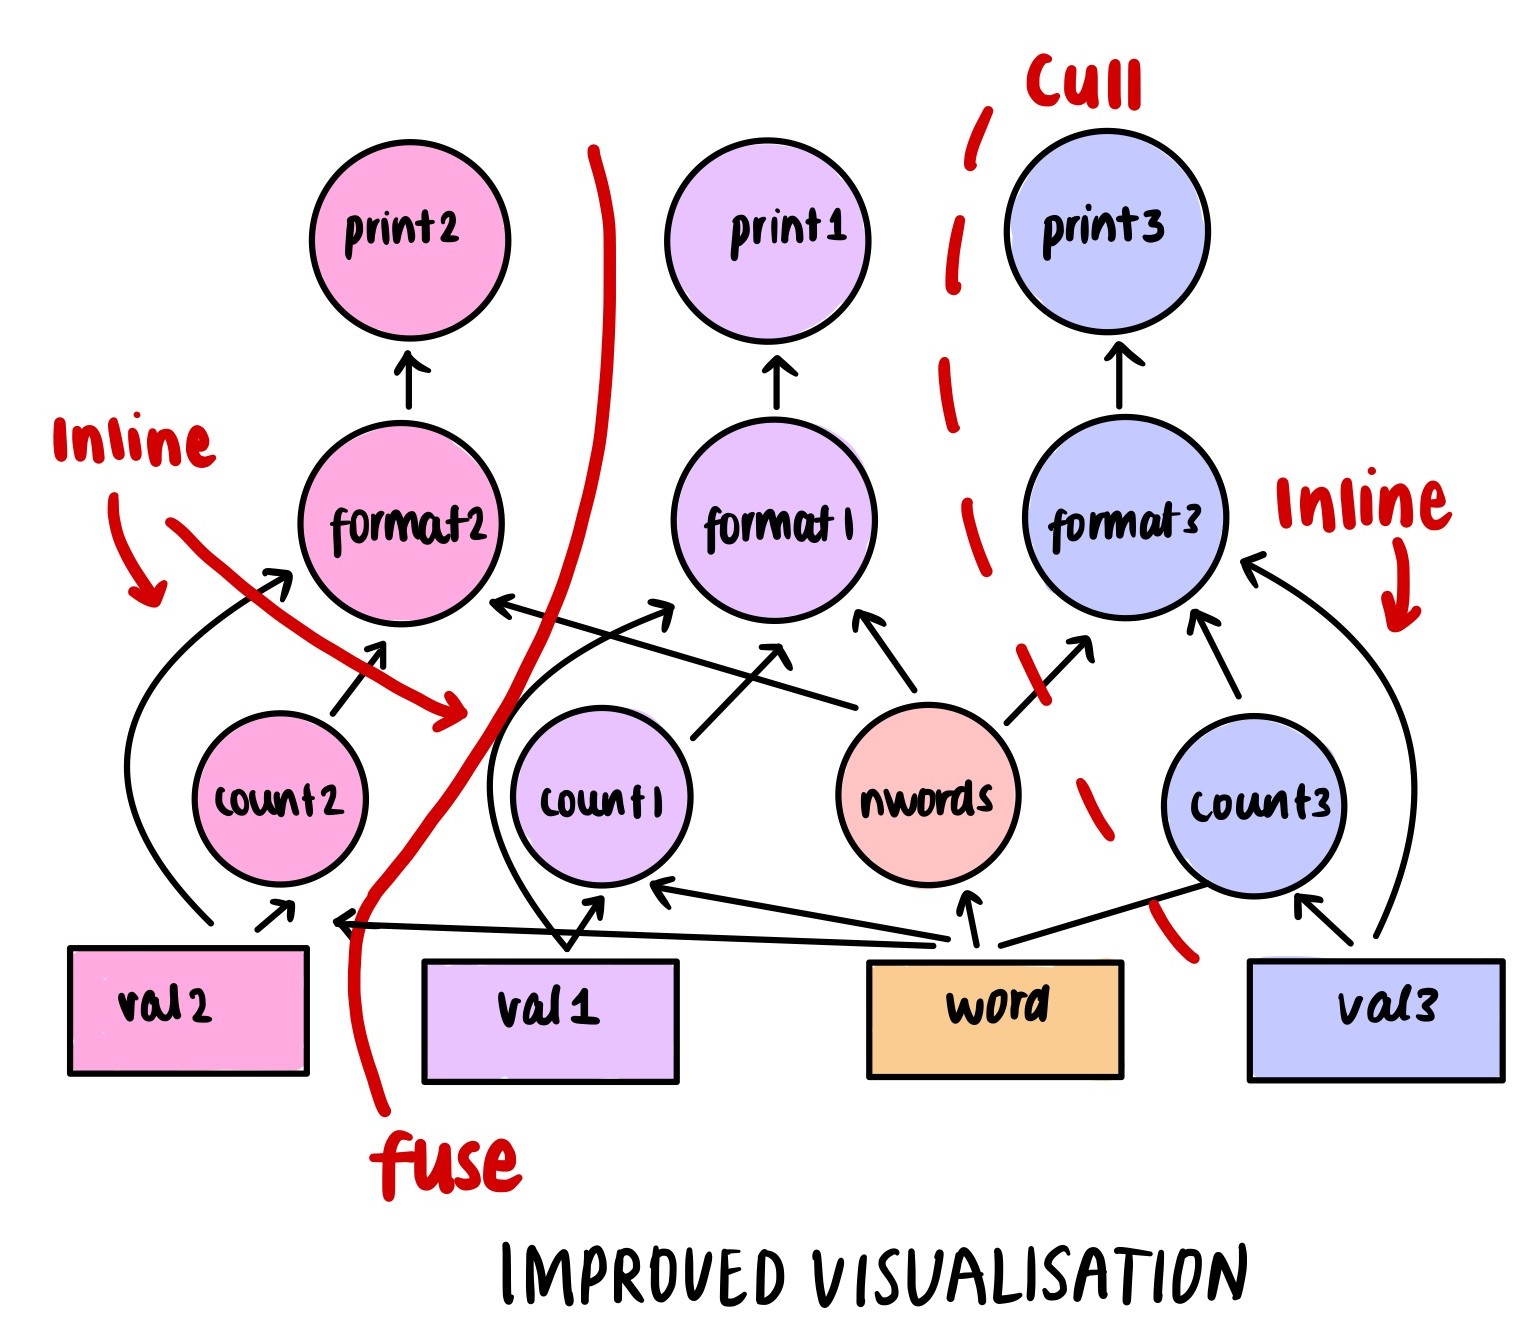 Cull
print2
print1
print3
Inline
format2
format1
format3
Inline
count2
count1
nwords
count3
val2
val1
word
val3
fuse
IMPROVED VISUALISATION